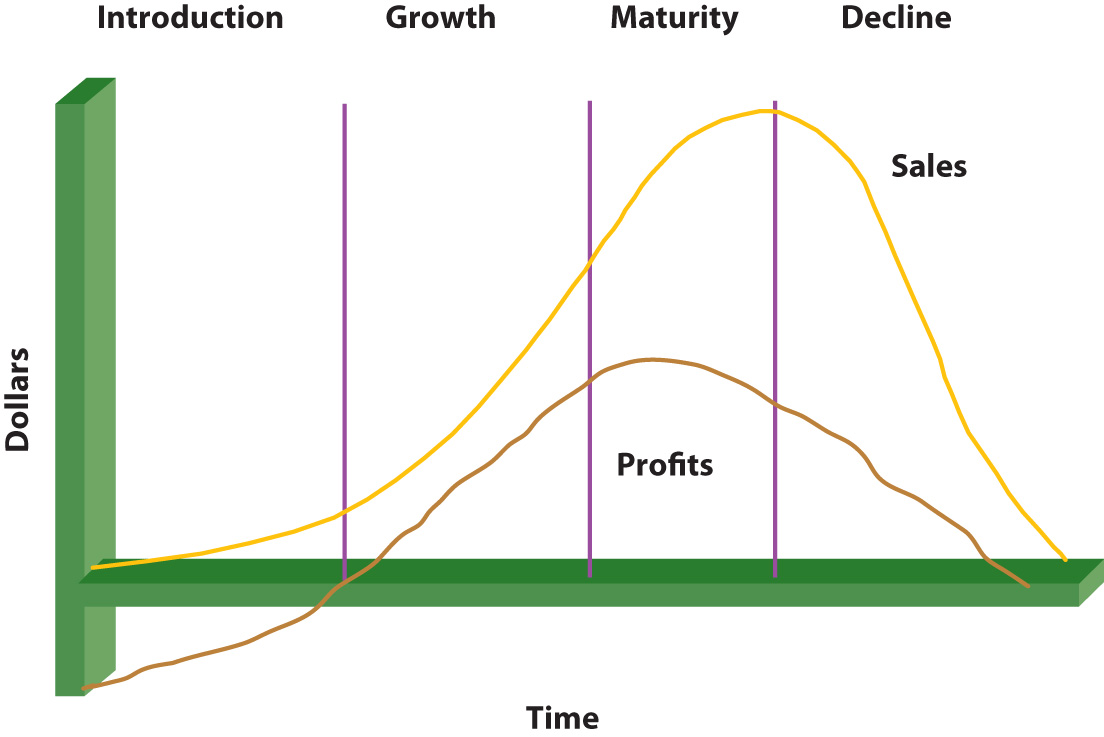 Introduction
Growth
Maturity
Decline
Sales
Dollars
Profits
Time